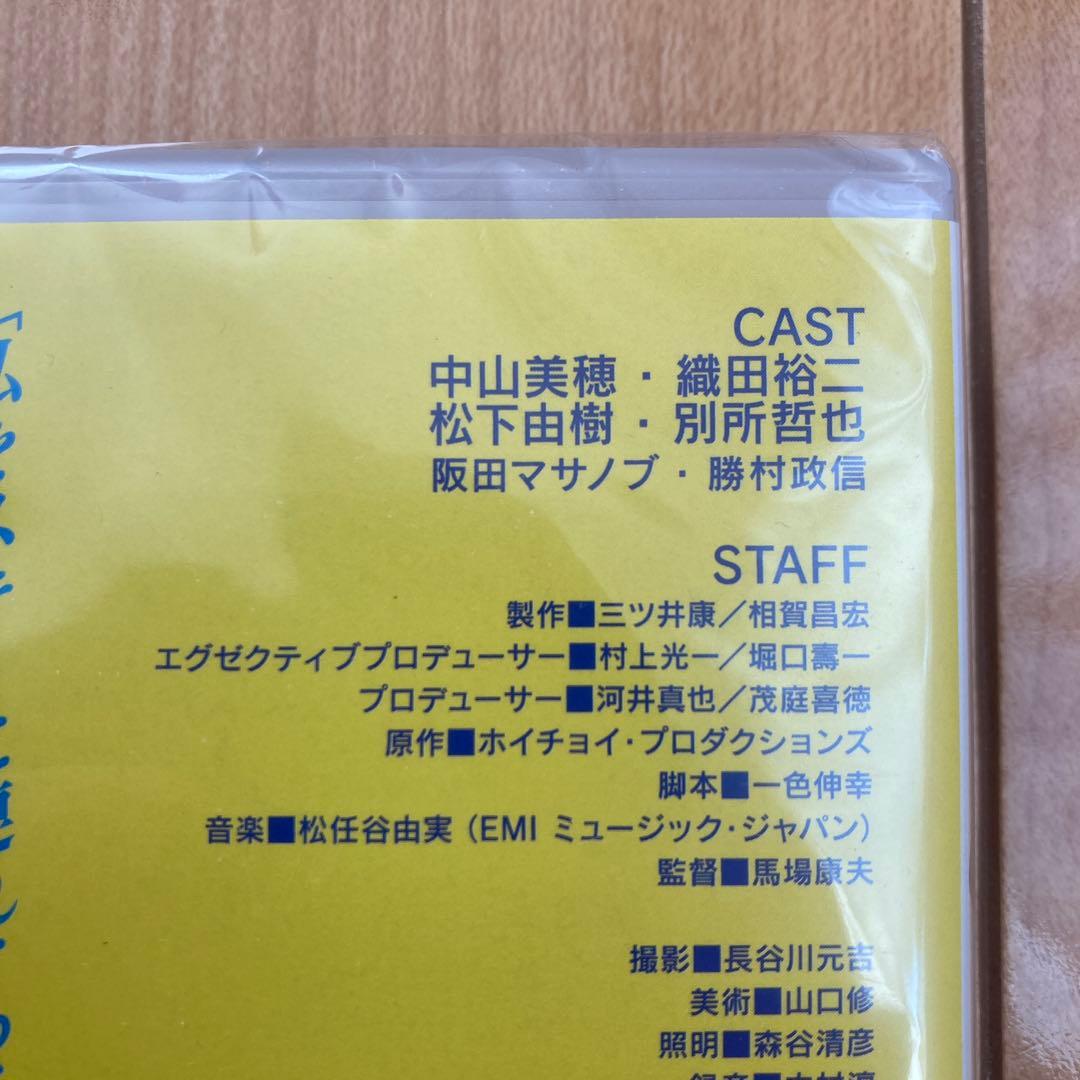 CAST
中山美穂・織田裕二
松下由樹・別所哲也
阪田マサノブ・勝村政信
STAFF
製作■三ツ井康／相賀昌宏
エグゼクティブプロデューサー■村上光一／堀口壽一
プロデューサー■河井真也／茂庭喜徳
原作■ホイチョイ・プロダクションズ
脚本■一色伸幸
音楽■松任谷由実（EMI ミュージック・ジャパン）
監督■馬場康夫
撮影■長谷川元吉
美術■山口修
照明■森谷清彦